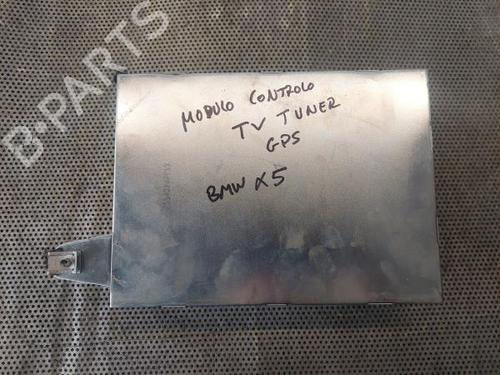 B-PARTS
MODULO CONTROLO
TV TUNER
GPS
BMW X5